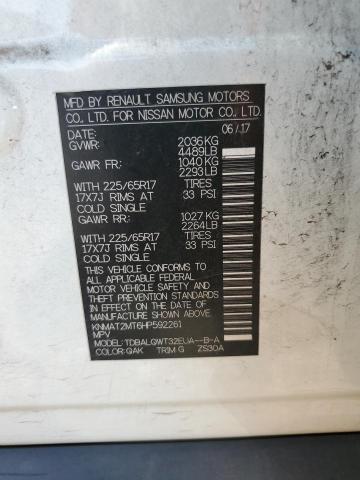 MFD BY RENAULT SAMSUNG MOTORS
CO., LTD. FOR NISSAN MOTOR CO., LTD.
DATE: 06/17
GVWR: 2036KG
4489LB
GAWR FR: 1040KG
2293LB
WITH 225/65R17 TIRES
17X7J RIMS AT 33 PSI
COLD SINGLE
GAWR RR: 1027KG
2264LB
WITH 225/65R17 TIRES
17X7J RIMS AT 33 PSI
COLD SINGLE
THIS VEHICLE CONFORMS TO
ALL APPLICABLE FEDERAL
MOTOR VEHICLE SAFETY, BUMPER
AND THEFT PREVENTION
STANDARDS IN EFFECT ON THE
DATE OF MANUFACTURE
SHOWN ABOVE.
KNMAT2MT6HP592261
MPV
MODEL:TDBALGWT32EUA--B-A
COLOR:QAK TRIM:G ZS30A